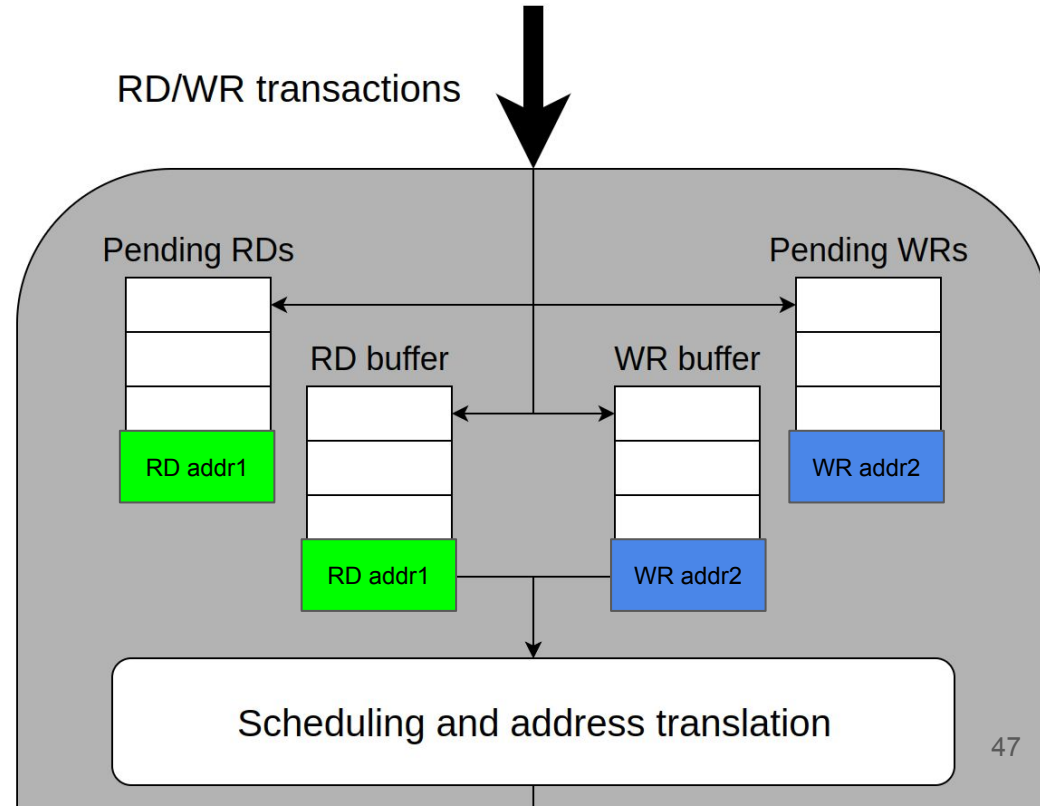 RD/WR transactions
Pending RDs
Pending WRs
RD buffer
WR buffer
RD addr1
WR addr2
RD addr1
WR addr2
Scheduling and address translation
47